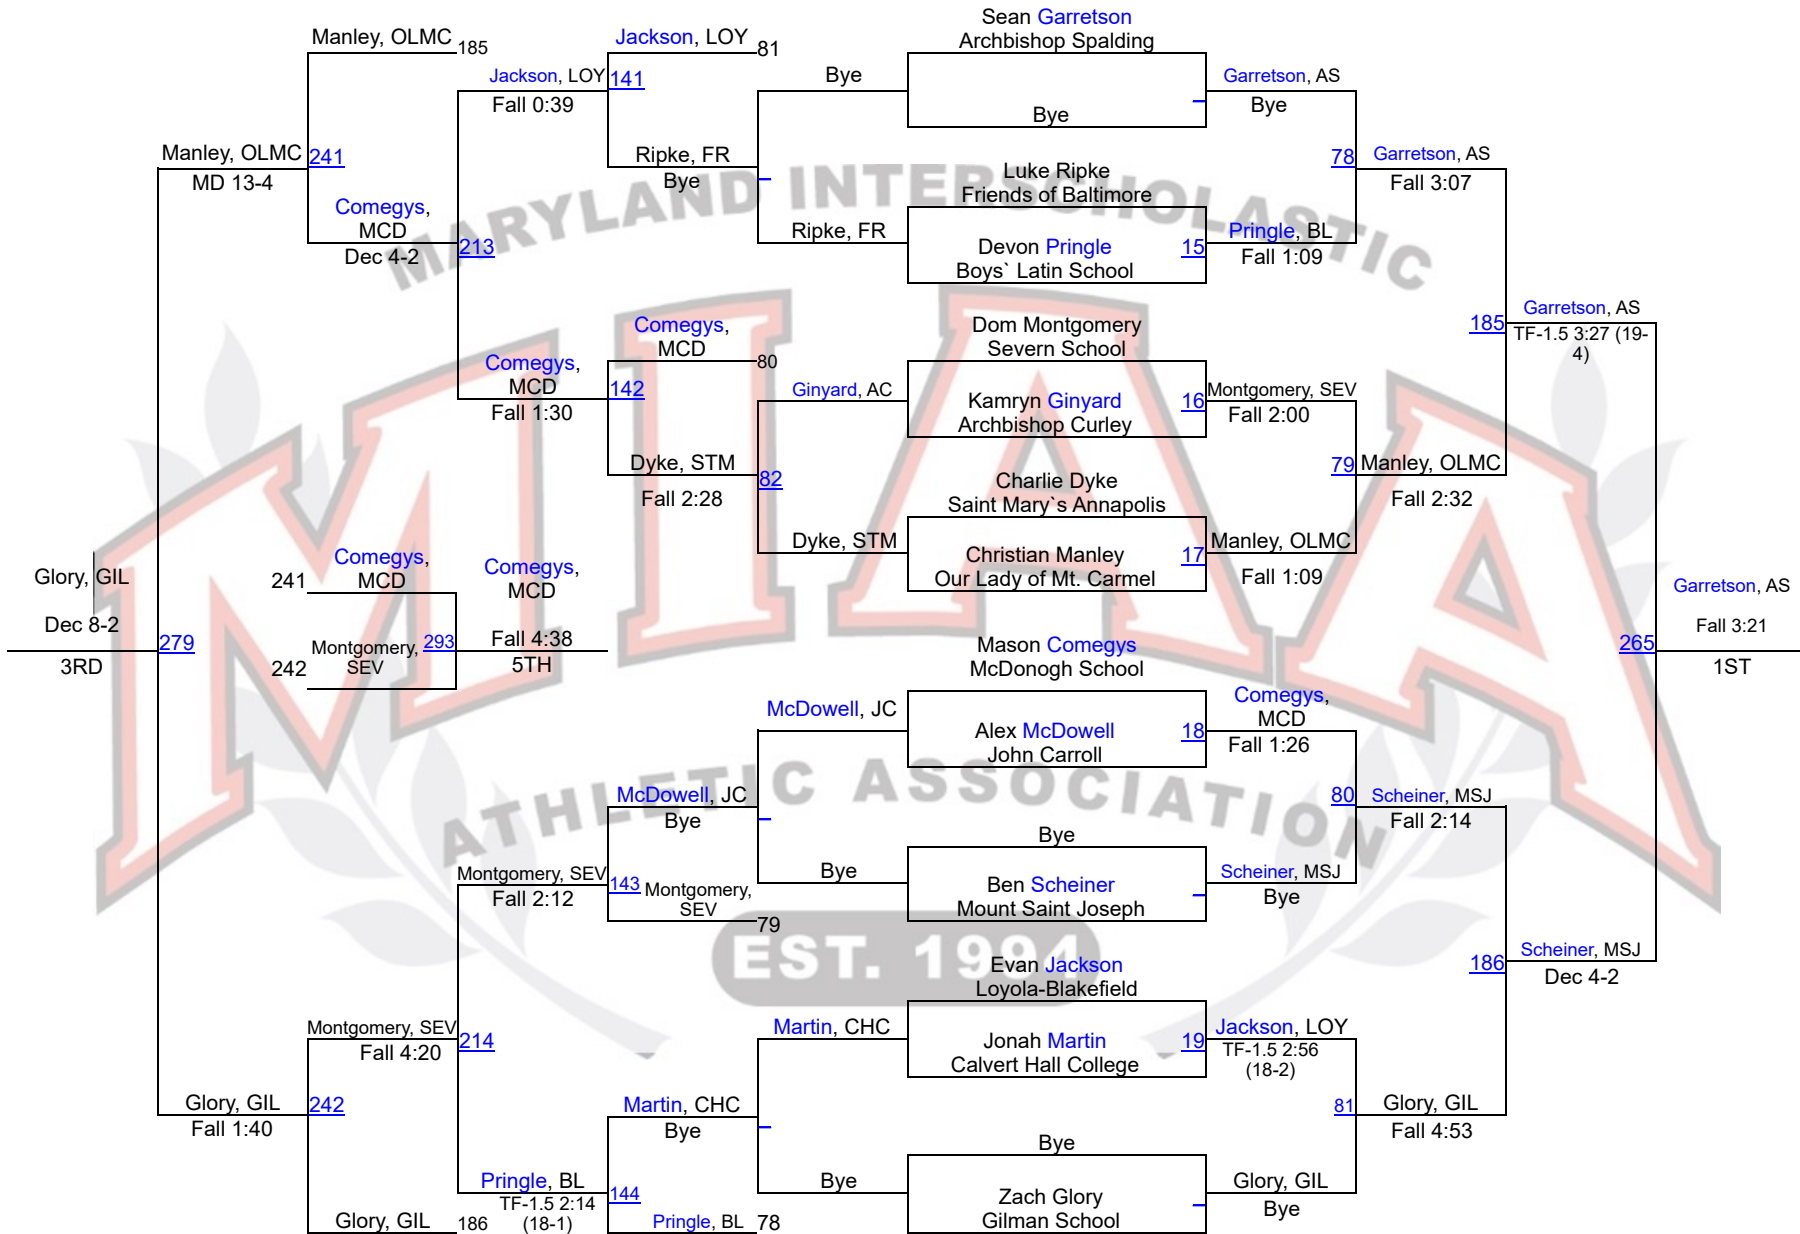 Sean Garretson
Archbishop Spalding
Manley, OLMC 185
Jackson, LOY 81
Jackson, LOY 141
Fall 0:39
Bye
Bye
Garretson, AS
Bye
Manley, OLMC 241
MD 13-4
Ripke, FR
Bye
Luke Ripke
Friends of Baltimore
78 Garretson, AS
Fall 3:07
MARYLAND INTERSCHOLASTIC
Comegys,
MCD
Dec 4-2
213
Ripke, FR
Devon Pringle 15
Boys` Latin School
Pringle, BL
Fall 1:09
Comegys,
MCD
80
Dom Montgomery
Severn School
185 Garretson, AS
TF-1.5 3:27 (19-
4)
Comegys,
MCD
Fall 1:30
142
Ginyard, AC
Kamryn Ginyard 16
Archbishop Curley
Montgomery, SEV
Fall 2:00
Dyke, STM
Fall 2:28
82
Charlie Dyke
Saint Mary`s Annapolis
79 Manley, OLMC
Fall 2:32
Dyke, STM
Christian Manley 17
Our Lady of Mt. Carmel
Manley, OLMC
Fall 1:09
MIAA
Glory, GIL
Dec 8-2
3RD
279
241
Comegys,
MCD
242
Montgomery,
SEV
293
Comegys,
MCD
Fall 4:38
5TH
Mason Comegys
McDonogh School
265
Garretson, AS
Fall 3:21
1ST
McDowell, JC
Alex McDowell 18
John Carroll
Comegys,
MCD
Fall 1:26
ATHLETIC ASSOCIATION
McDowell, JC
Bye
80 Scheiner, MSJ
Fall 2:14
Montgomery, SEV
Fall 2:12
143 Montgomery,
SEV
79
Bye
Bye
Ben Scheiner
Mount Saint Joseph
Scheiner, MSJ
Bye
EST. 1994
186 Scheiner, MSJ
Dec 4-2
Evan Jackson
Loyola-Blakefield
Montgomery, SEV 214
Fall 4:20
Martin, CHC
Jonah Martin 19
Calvert Hall College
Jackson, LOY
TF-1.5 2:56
(18-2)
Glory, GIL 242
Fall 1:40
Martin, CHC
Bye
81 Glory, GIL
Fall 4:53
Bye
Bye
Zach Glory
Gilman School
Glory, GIL
Bye
Pringle, BL 144
TF-1.5 2:14
(18-1)
Glory, GIL 186
Pringle, BL 78